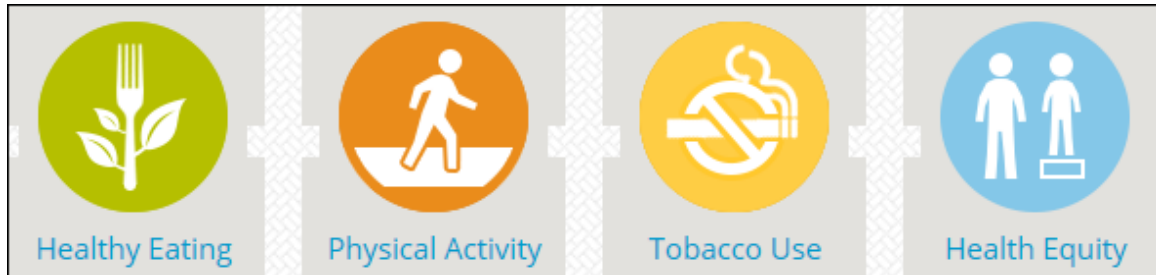 Healthy Eating
Physical Activity
Tobacco Use
Health Equity